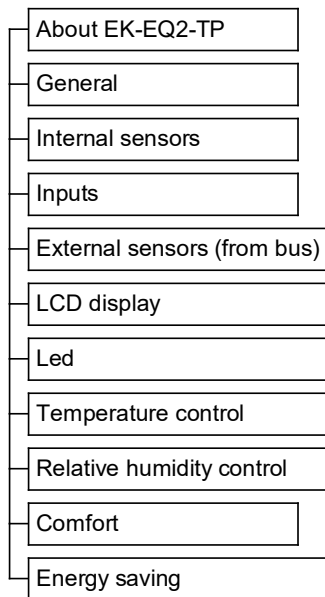 About EK-EQ2-TP
General
Internal sensors
Inputs
External sensors (from bus)
LCD display
Led
Temperature control
Relative humidity control
Comfort
Energy saving